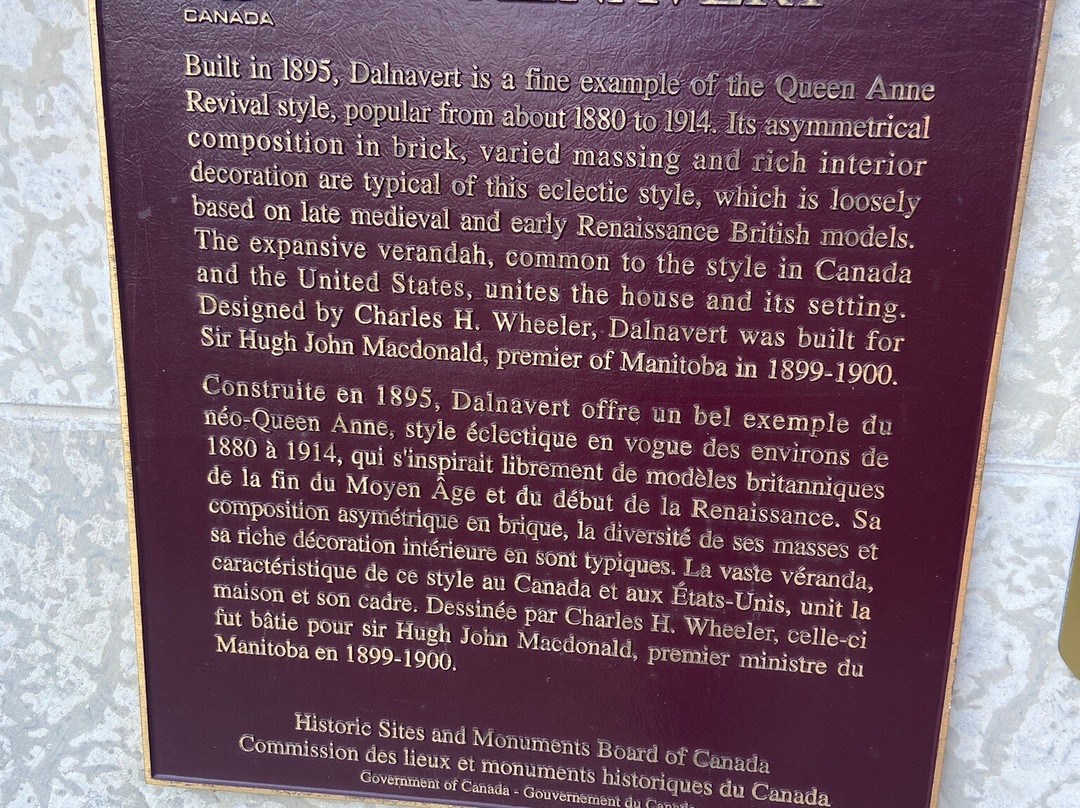 CANADA
Built in 1895, Dalnavert is a fine example of the Queen Anne
Revival style, popular from about 1880 to 1914. Its asymmetrical
composition in brick, varied massing and rich interior
decoration are typical of this eclectic style, which is loosely
based on late medieval and early Renaissance British models.
The expansive verandah, common to the style in Canada
and the United States, unites the house and its setting.
Designed by Charles H. Wheeler, Dalnavert was built for
Sir Hugh John Macdonald, premier of Manitoba in 1899-1900.
Construite en 1895, Dalnavert offre un bel exemple du
néo-Queen Anne, style éclectique en vogue des environs de
1880 à 1914, qui s'inspirait librement de modèles britanniques
de la fin du Moyen Âge et du début de la Renaissance. Sa
composition asymétrique en brique, la diversité de ses masses et
sa riche décoration intérieure en sont typiques. La vaste véranda,
caractéristique de ce style au Canada et aux États-Unis, unit la
maison et son cadre. Dessinée par Charles H. Wheeler, celle-ci
fut bâtie pour sir Hugh John Macdonald, premier ministre du
Manitoba en 1899-1900.
Historic Sites and Monuments Board of Canada
Commission des lieux et monuments historiques du Canada
Government of Canada - Gouvernement du Canada